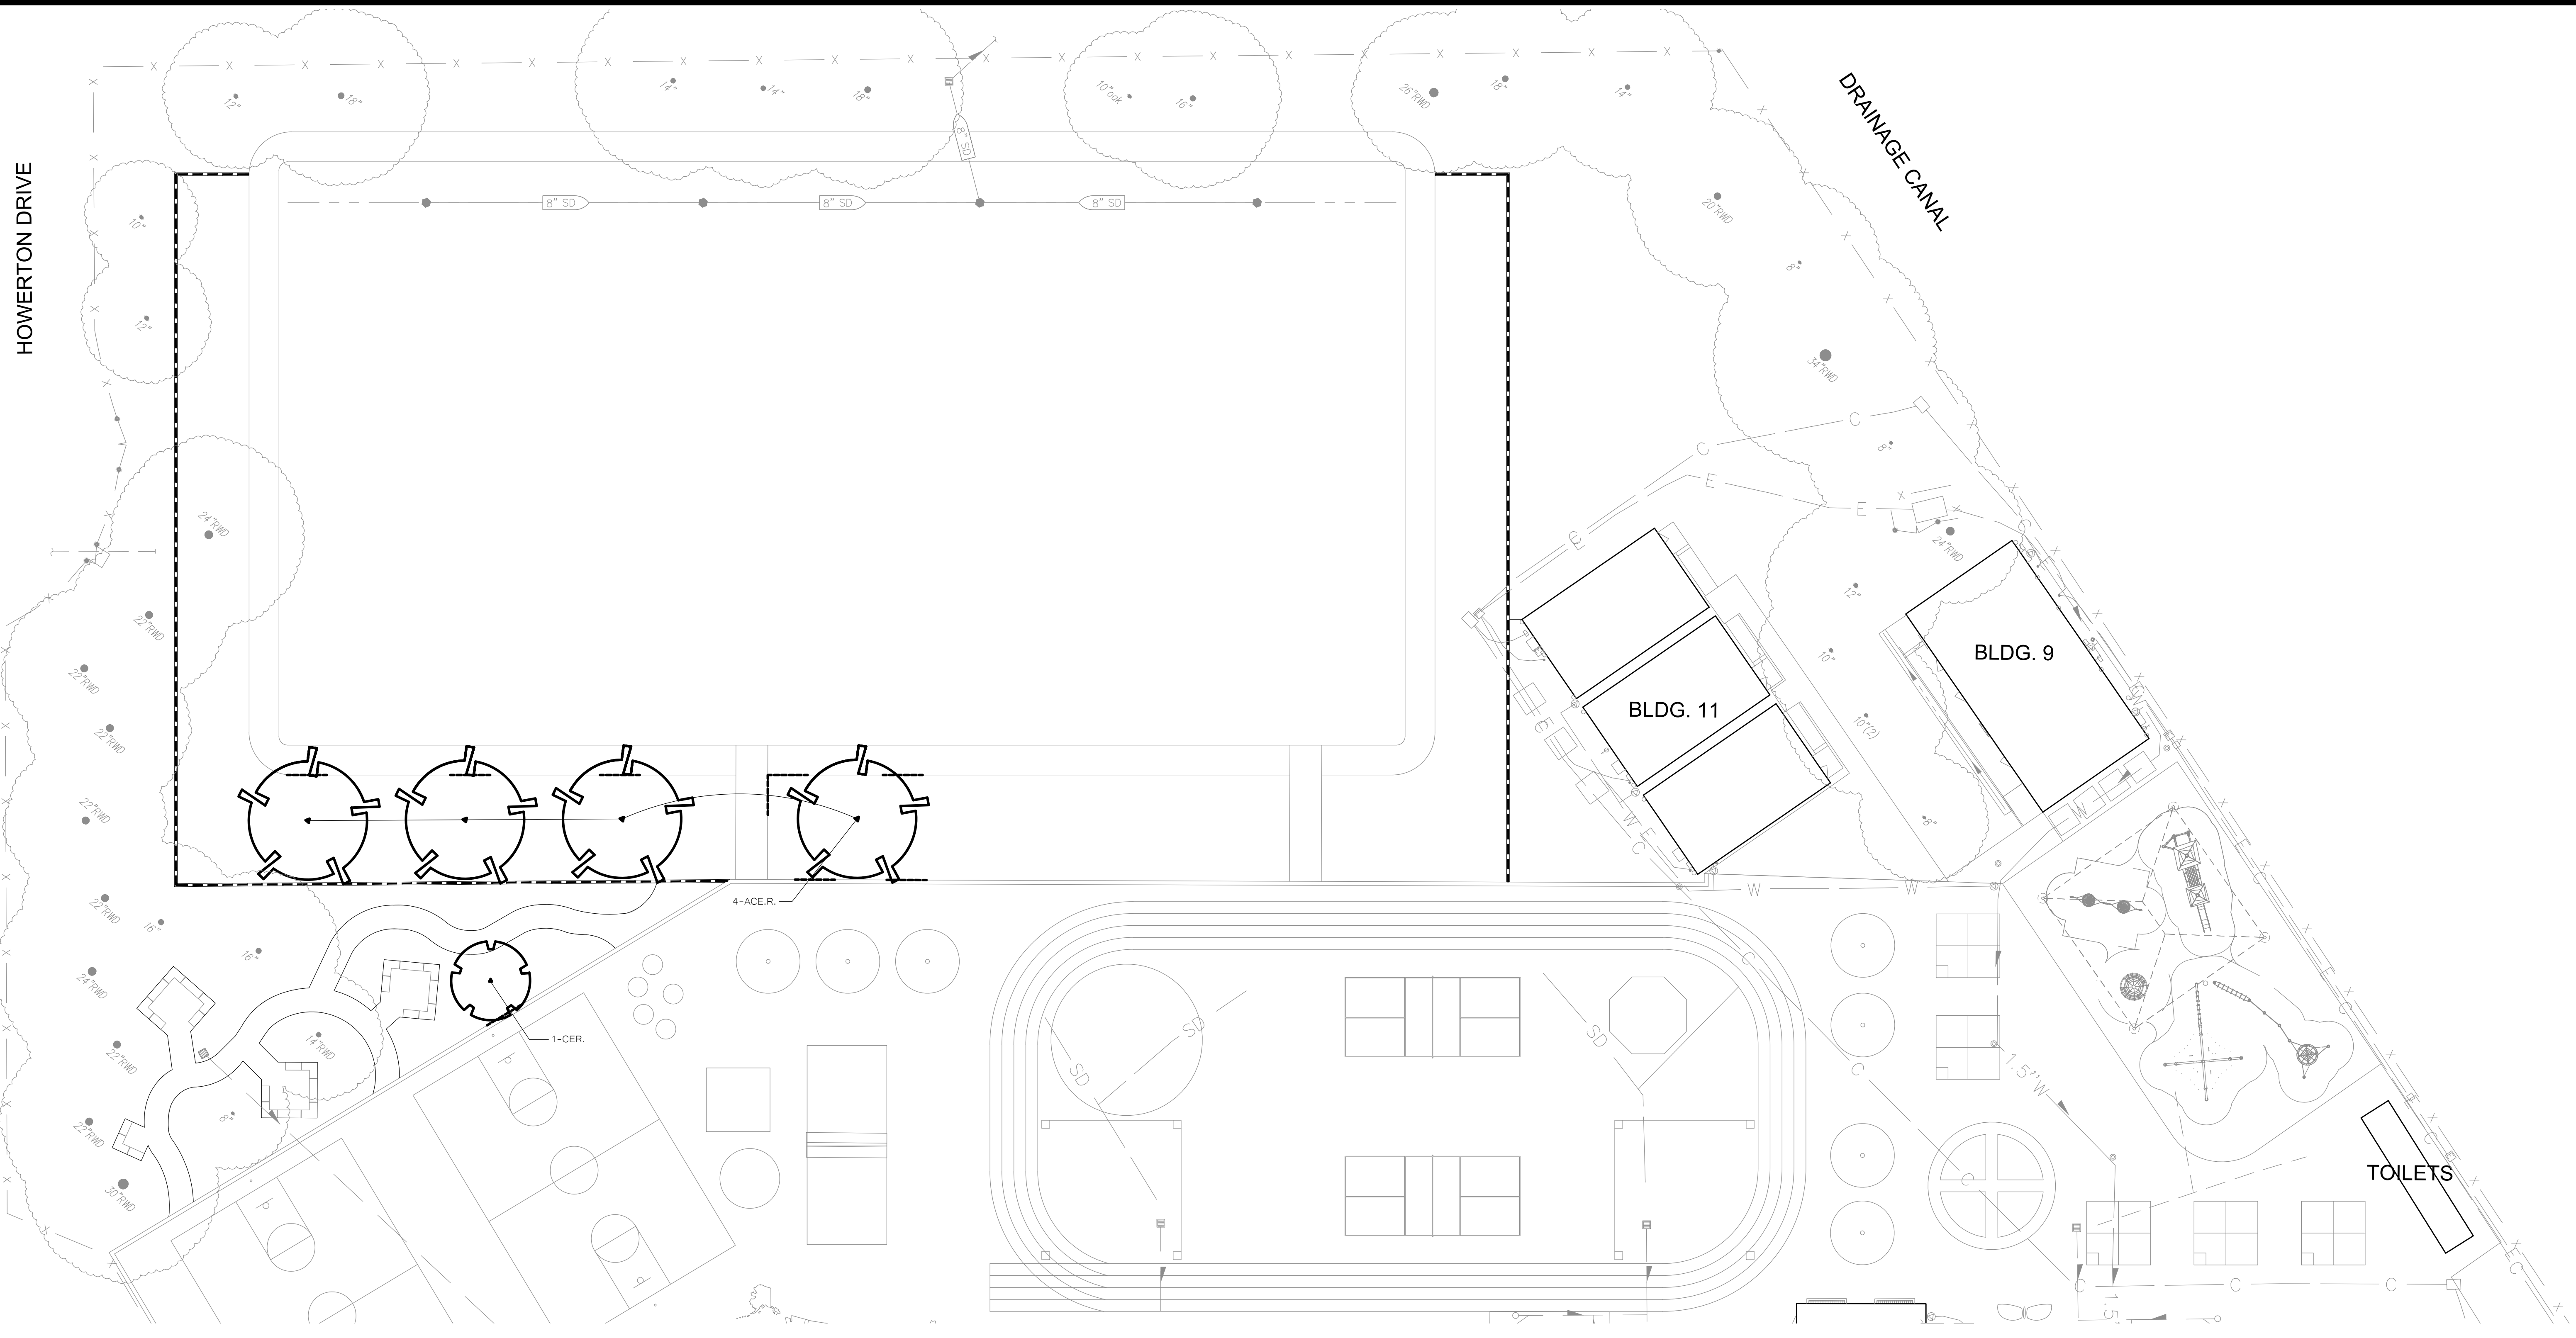 HOWERTON DRIVE
DRAINAGE CANAL
12"
18"
14"
14"
18"
10"oak
16"
26"RWD
18"
14"
8" SD
8" SD
8" SD
8" SD
10"
12"
20"RWD
8"
34"RWD
8"
24"RWD
24"RWD
12"
10"
10"(2)
8"
BLDG. 9
BLDG. 11
22"RWD
22"RWD
22"RWD
22"RWD
22"RWD
16"
16"
24"RWD
22"RWD
14"RWD
8"
22"RWD
30"RWD
4-ACE.R.
1-CER.
SD
SD
SD
1.5"W
TOILETS
1.5
X
C
E
W